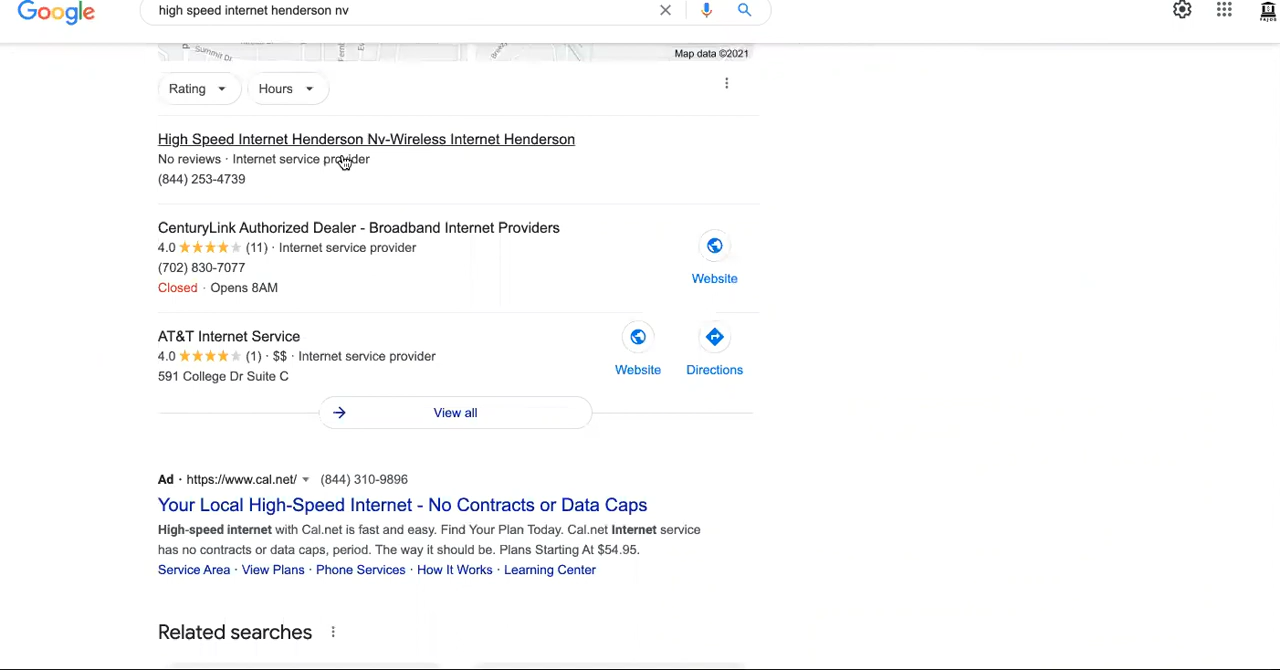 Google
high speed internet henderson nv
Summit Dr
Map data ©2021
Rating
Hours
High Speed Internet Henderson Nv-Wireless Internet Henderson
No reviews · Internet service provider
(844) 253-4739
CenturyLink Authorized Dealer - Broadband Internet Providers
4.0 (11) · Internet service provider
(702) 830-7077
Closed · Opens 8AM
Website
AT&T Internet Service
4.0 (1) · $$ · Internet service provider
591 College Dr Suite C
Website
Directions
View all
Ad · https://www.cal.net/ (844) 310-9896
Your Local High-Speed Internet - No Contracts or Data Caps
High-speed internet with Cal.net is fast and easy. Find Your Plan Today. Cal.net Internet service
has no contracts or data caps, period. The way it should be. Plans Starting At $54.95.
Service Area · View Plans · Phone Services · How It Works · Learning Center
Related searches